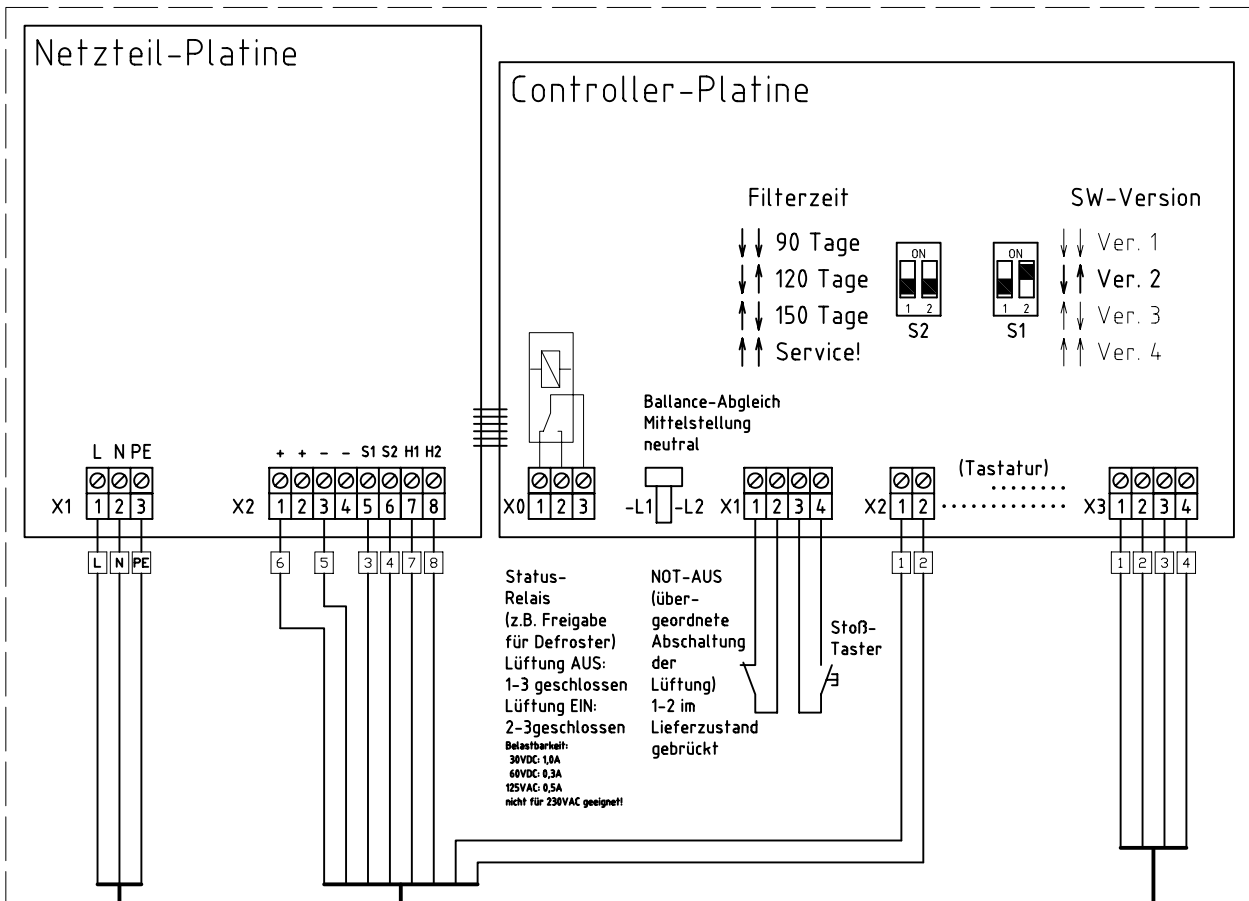 Netzteil-Platine
Controller-Platine
Filterzeit
↓↓ 90 Tage
↓↑ 120 Tage
↑↓ 150 Tage
↑↑ Service!
ON
1 2
S2
ON
1 2
S1
SW-Version
↓↓ Ver. 1
↓↑ Ver. 2
↑↓ Ver. 3
↑↑ Ver. 4
Ballance-Abgleich
Mittelstellung
neutral
L N PE
X1 1 2 3
+ + - - S1 S2 H1 H2
X2 1 2 3 4 5 6 7 8
X0 1 2 3
-L1 -L2
X1 1 2 3 4
X2 1 2
(Tastatur)
X3 1 2 3 4
L N PE
6 5 3 4 7 8
1 2
1 2 3 4
Status-
Relais
(z.B. Freigabe
für Defroster)
Lüftung AUS:
1-3 geschlossen
Lüftung EIN:
2-3geschlossen
Belastbarkeit:
30VDC: 1,0A
60VDC: 0,3A
125VAC: 0,5A
nicht für 230VAC geeignet!
NOT-AUS
(über-
geordnete
Abschaltung
der
Lüftung)
1-2 im
Lieferzustand
gebrückt
Stoß-
Taster